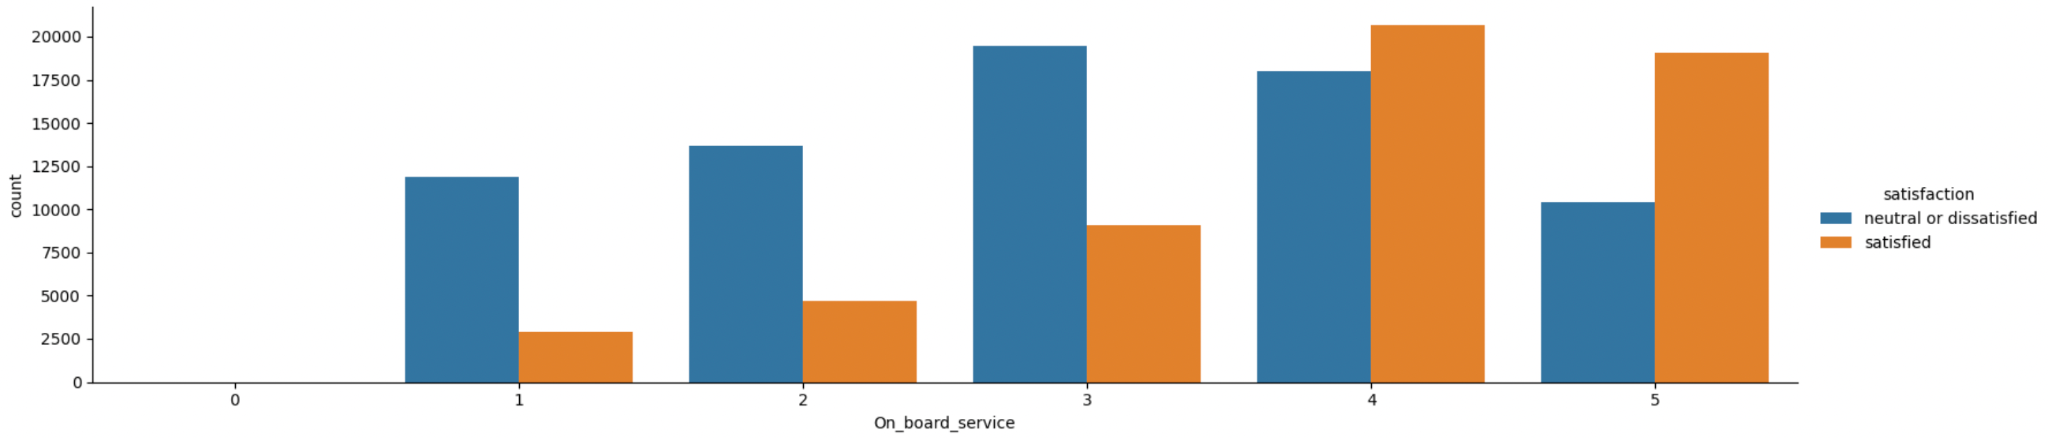 20000
17500
15000
12500
10000
7500
5000
2500
0
count
0 1 2 3 4 5
On_board_service
satisfaction
neutral or dissatisfied
satisfied